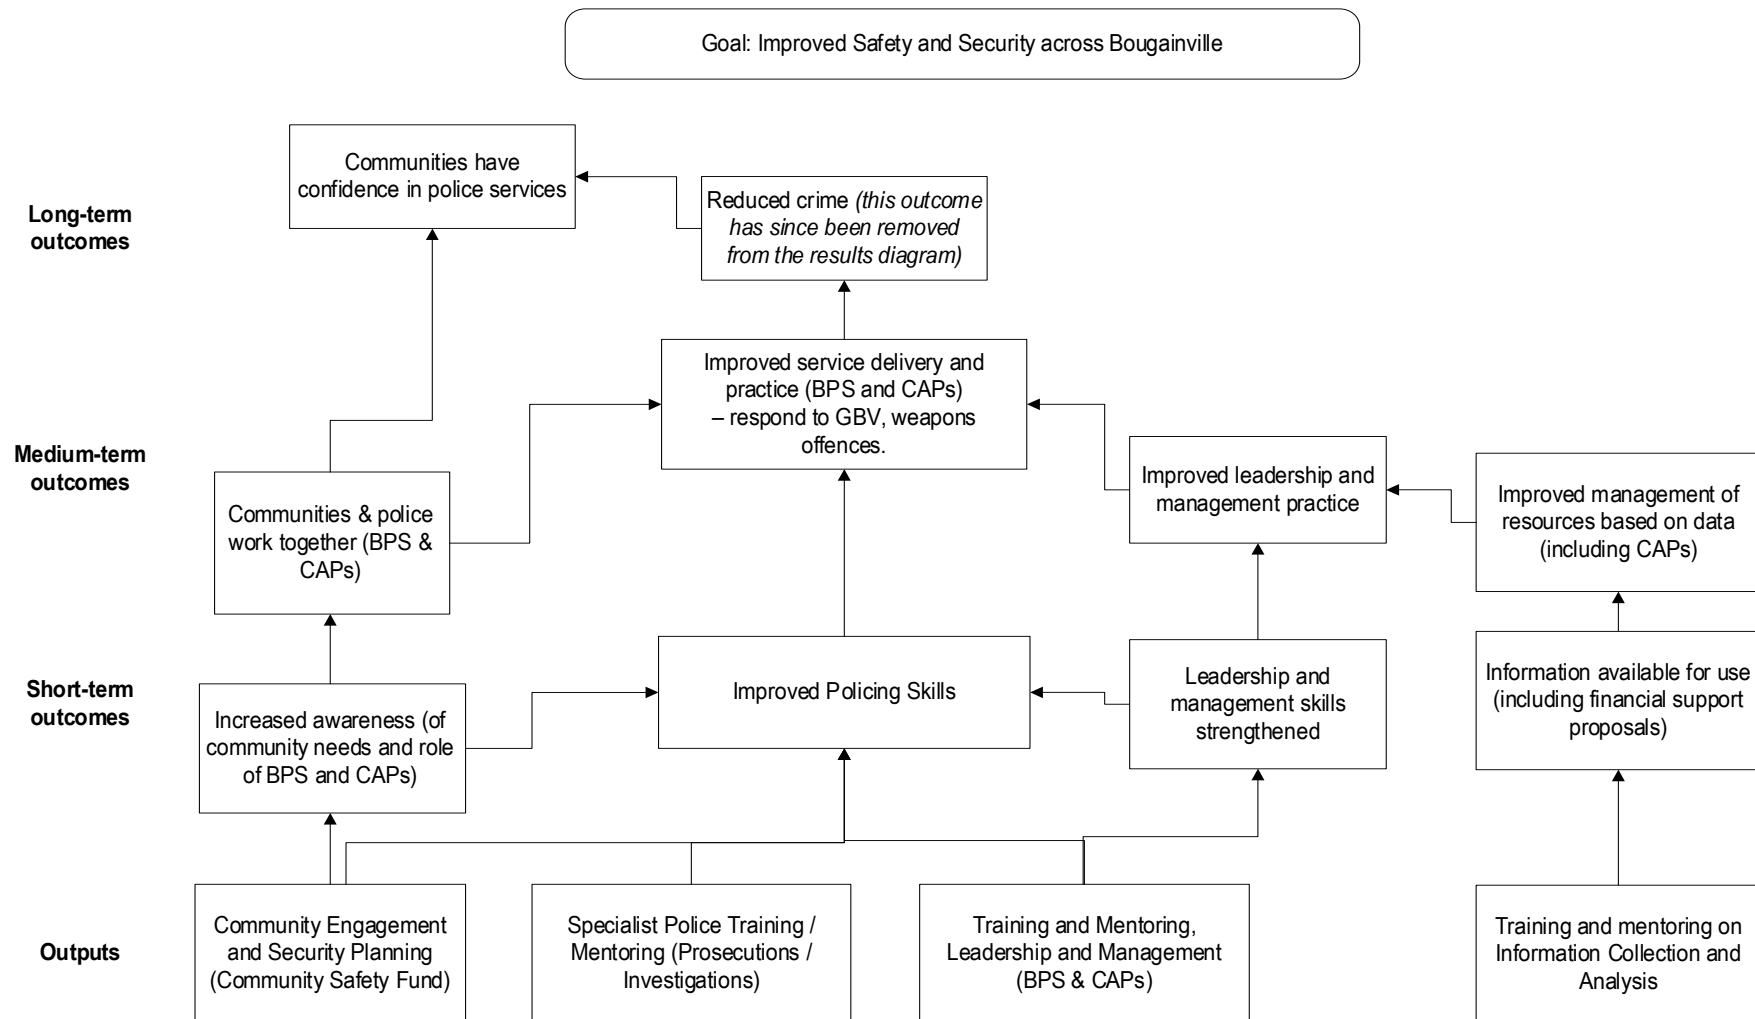 Goal: Improved Safety and Security across Bougainville
Long-term
outcomes
Communities have
confidence in police services
Reduced crime (this outcome
has since been removed
from the results diagram)
Medium-term
outcomes
Improved service delivery and
practice (BPS and CAPs)
– respond to GBV, weapons
offences.
Communities & police
work together (BPS &
CAPs)
Improved leadership and
management practice
Improved management of
resources based on data
(including CAPs)
Short-term
outcomes
Increased awareness (of
community needs and role
of BPS and CAPs)
Improved Policing Skills
Leadership and
management skills
strengthened
Information available for use
(including financial support
proposals)
Outputs
Community Engagement
and Security Planning
(Community Safety Fund)
Specialist Police Training /
Mentoring (Prosecutions /
Investigations)
Training and Mentoring,
Leadership and Management
(BPS & CAPs)
Training and mentoring on
Information Collection and
Analysis